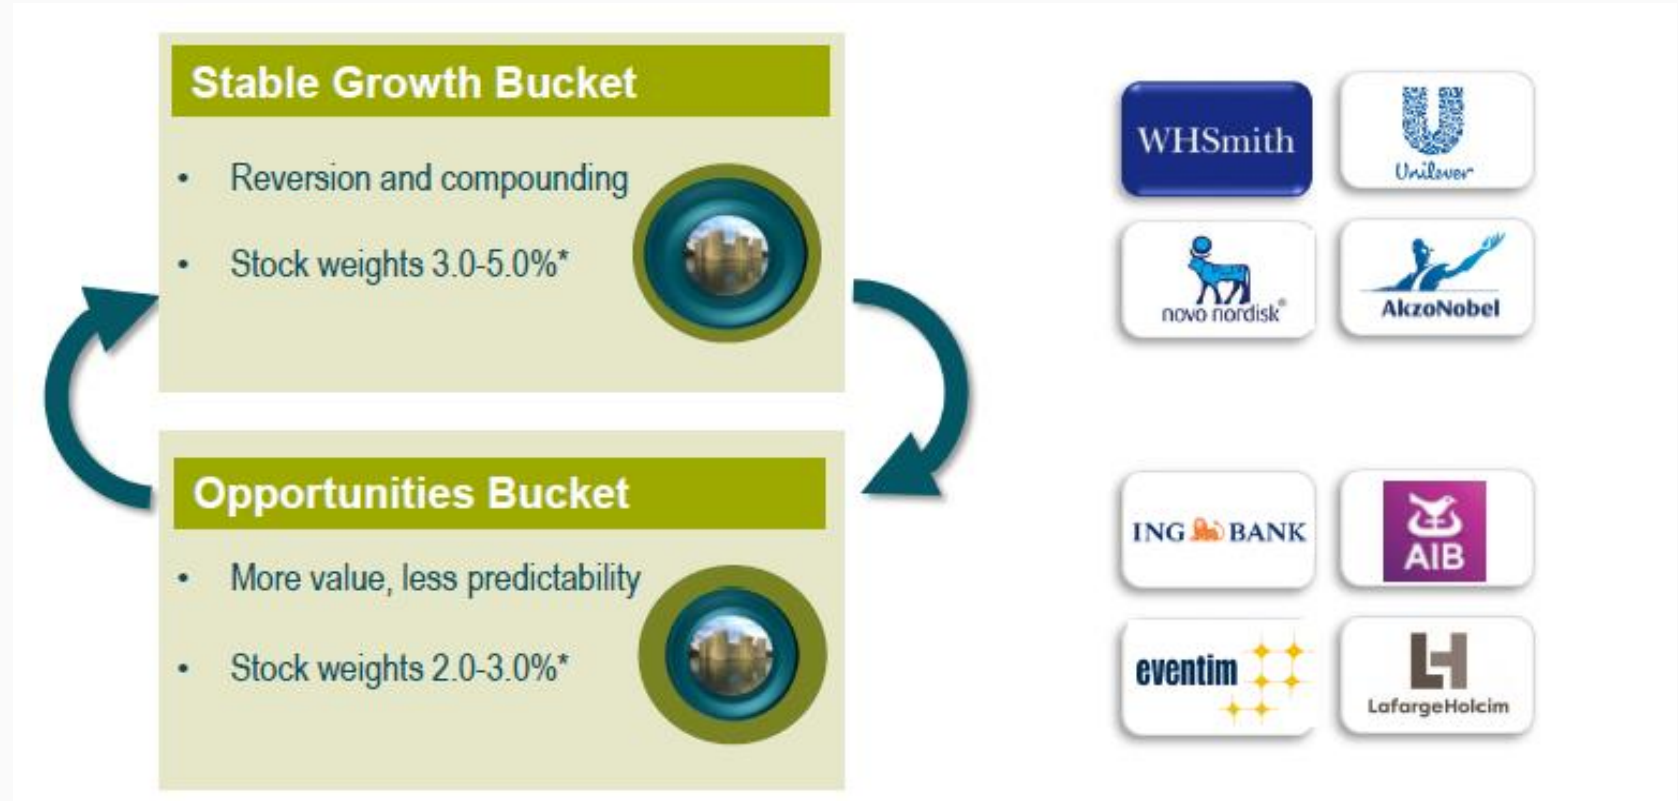 Stable Growth Bucket
• Reversion and compounding
• Stock weights 3.0-5.0%*
Opportunities Bucket
• More value, less predictability
• Stock weights 2.0-3.0%*
WHSmith
Unilever
novo nordisk®
AkzoNobel
ING BANK
AIB
eventim
LafargeHolcim